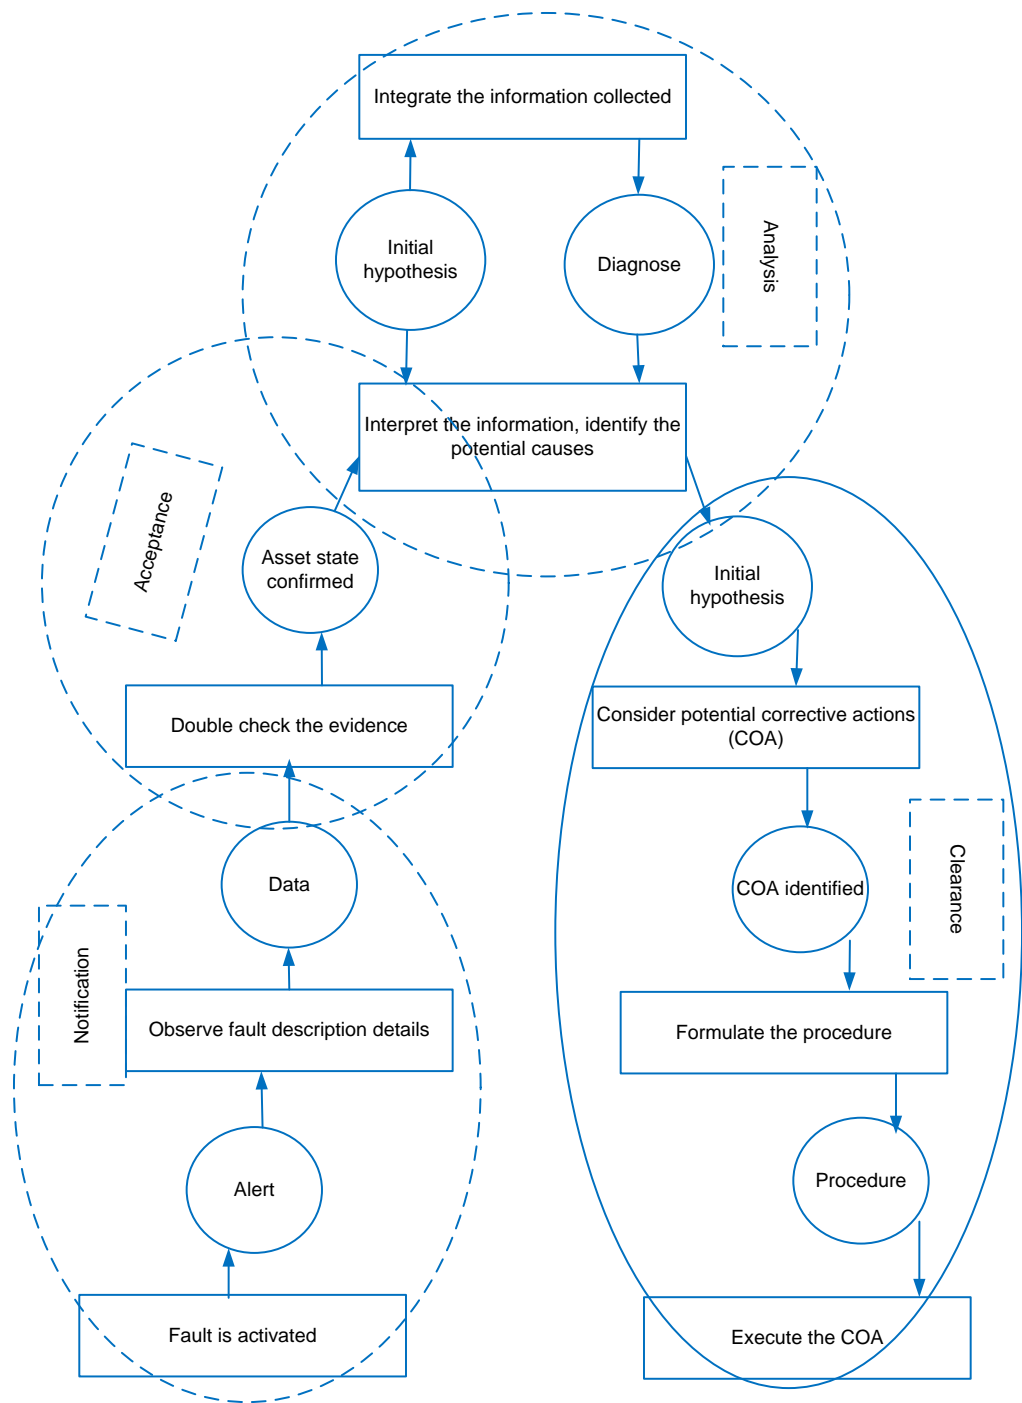 Integrate the information collected
Initial
hypothesis
Diagnose
Analysis
Interpret the information, identify the
potential causes
Acceptance
Asset state
confirmed
Initial
hypothesis
Double check the evidence
Consider potential corrective actions
(COA)
Data
COA identified
Clearance
Notification
Observe fault description details
Formulate the procedure
Alert
Procedure
Fault is activated
Execute the COA